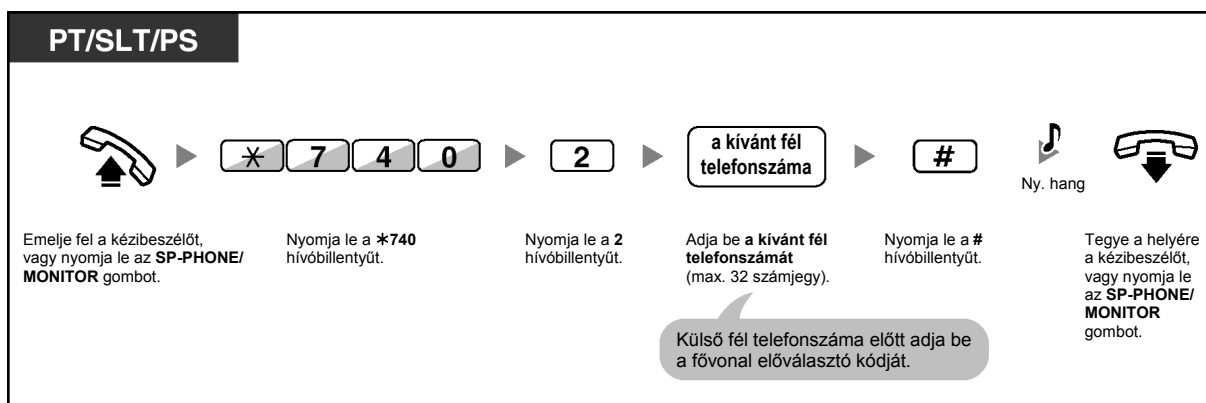 PT/SLT/PS
✳ 7 4 0
2
a kívánt fél
telefonszáma
#
Ny. hang
Emelje fel a kézibeszélőt,
vagy nyomja le az SP-PHONE/
MONITOR gombot.
Nyomja le a ✳740
hívóbillentyűt.
Nyomja le a 2
hívóbillentyűt.
Adja be a kívánt fél
telefonszámát
(max. 32 számjegy).
Nyomja le a #
hívóbillentyűt.
Tegye a helyére
a kézibeszélőt,
vagy nyomja le
az SP-PHONE/
MONITOR
gombot.
Külső fél telefonszáma előtt adja be
a fővonal előválasztó kódját.